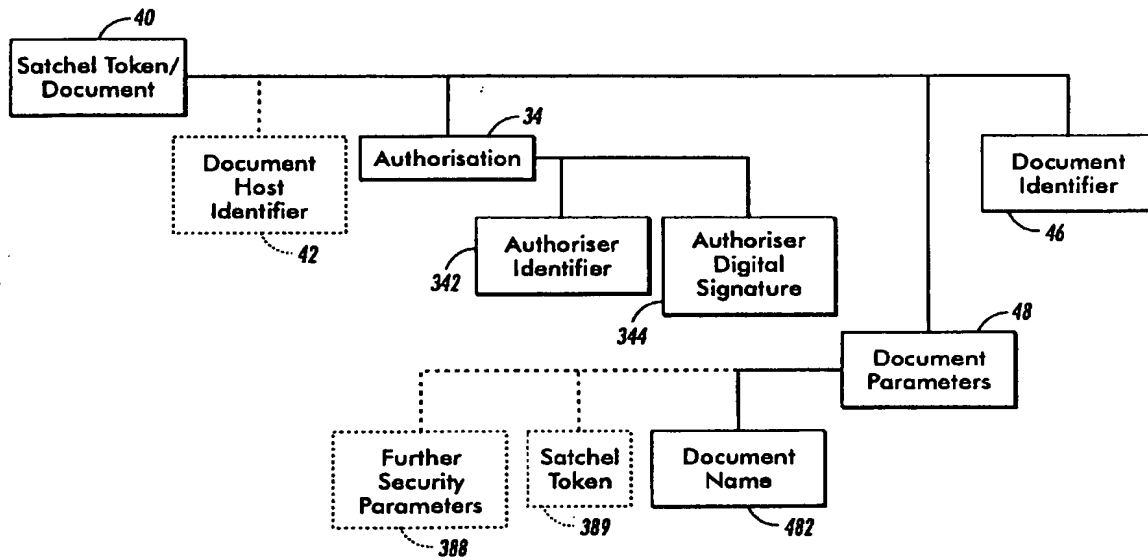 40
Satchel Token/
Document
34
Authorisation
Document
Host
Identifier
42
Document
Identifier
46
342
Authoriser
Identifier
Authoriser
Digital
Signature
344
48
Document
Parameters
Further
Security
Parameters
388
Satchel
Token
389
Document
Name
482